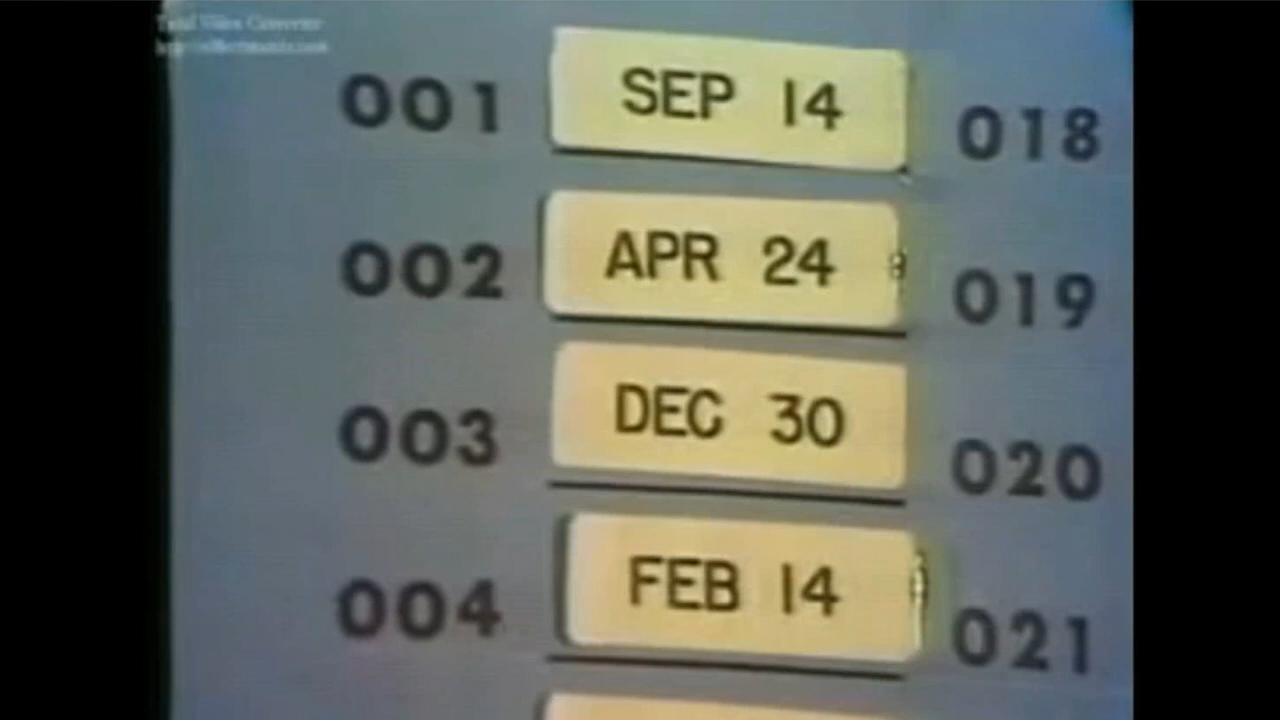 001 SEP 14 018
002 APR 24 019
003 DEC 30 020
004 FEB 14 021